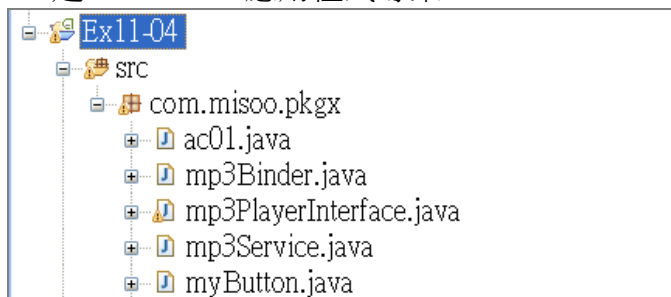 Ex11-04
src
com.misoo.pkgx
ac01.java
mp3Binder.java
mp3PlayerInterface.java
mp3Service.java
myButton.java